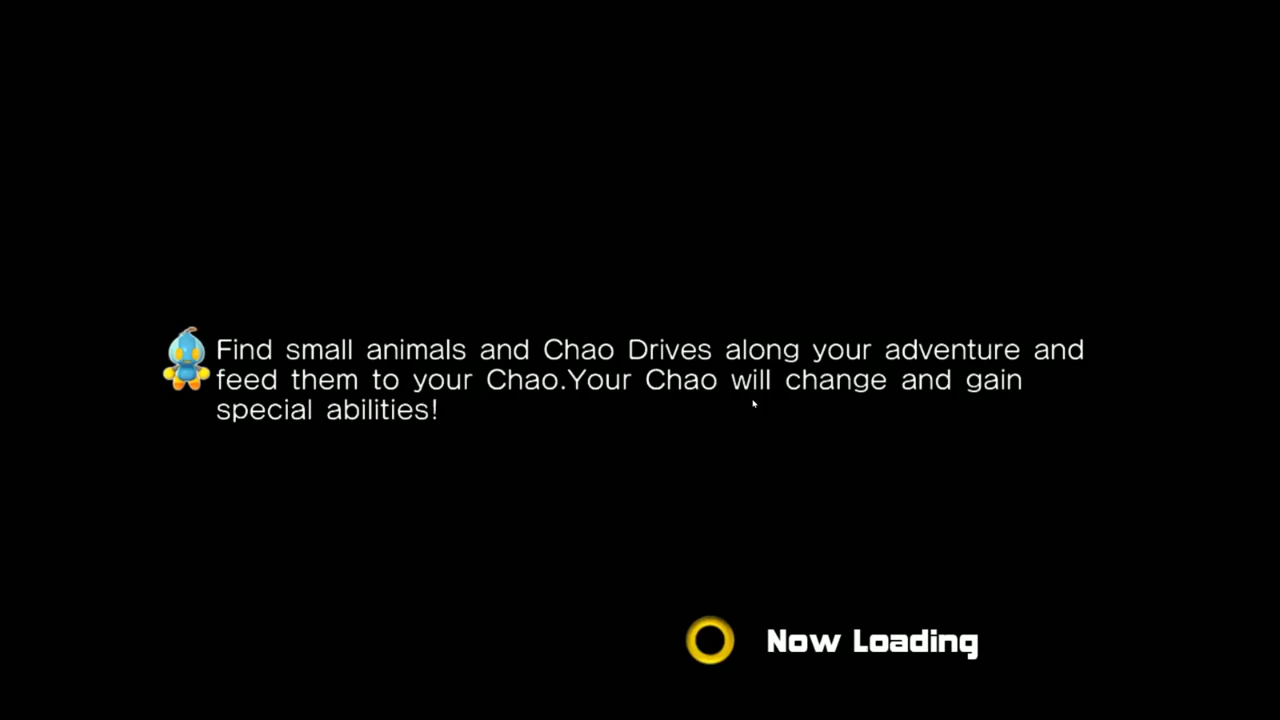 Find small animals and Chao Drives along your adventure and
feed them to your Chao.Your Chao will change and gain
special abilities!
Now Loading